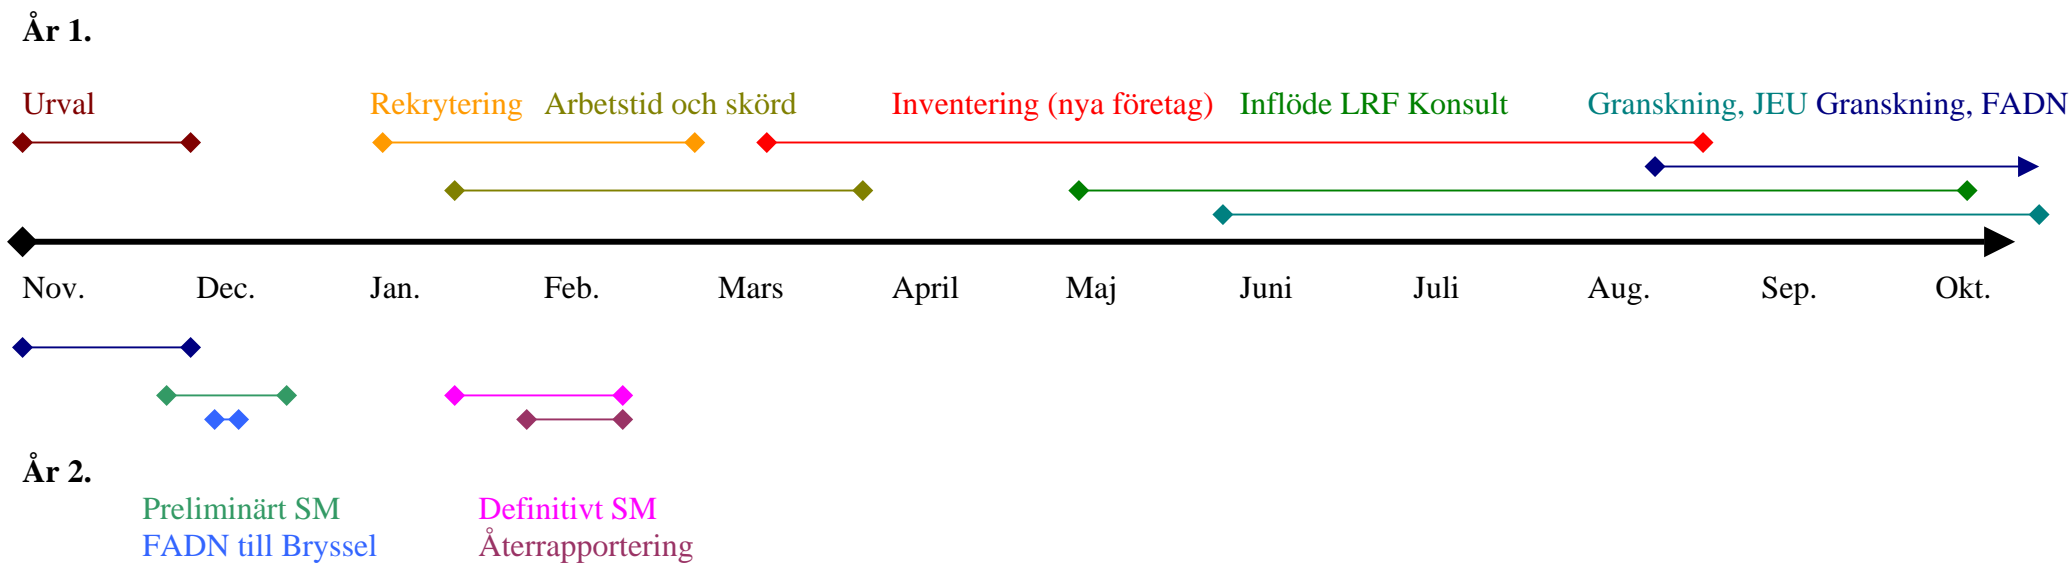 År 1.
Urval Rekrytering Arbetstid och skörd Inventering (nya företag) Inflöde LRF Konsult Granskning, JEU Granskning, FADN
Nov. Dec. Jan. Feb. Mars April Maj Juni Juli Aug. Sep. Okt.
År 2.
Preliminärt SM Definitivt SM
FADN till Bryssel Återrapportering